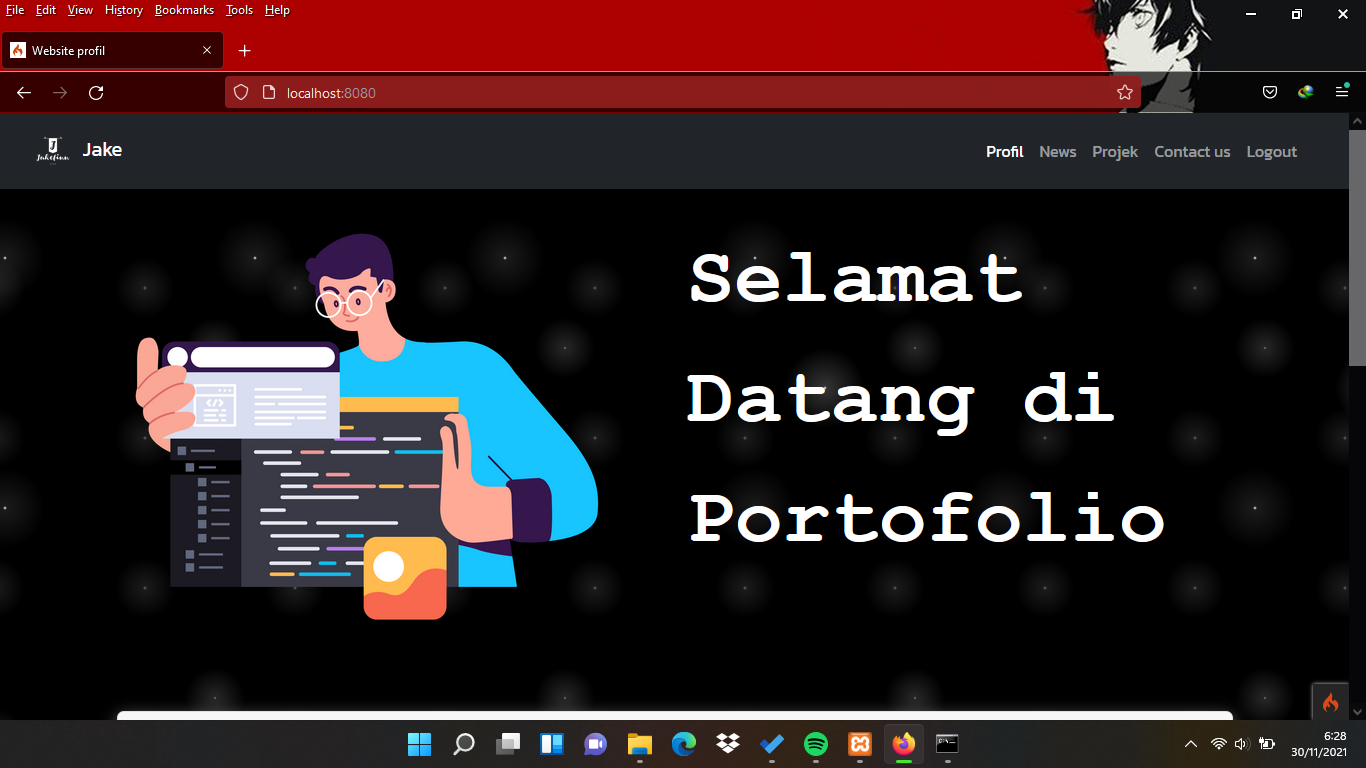 File Edit View History Bookmarks Tools Help
Website profil
localhost:8080
Jakefinn
Jake
Profil News Projek Contact us Logout
Selamat
Datang di
Portofolio
6:28
30/11/2021